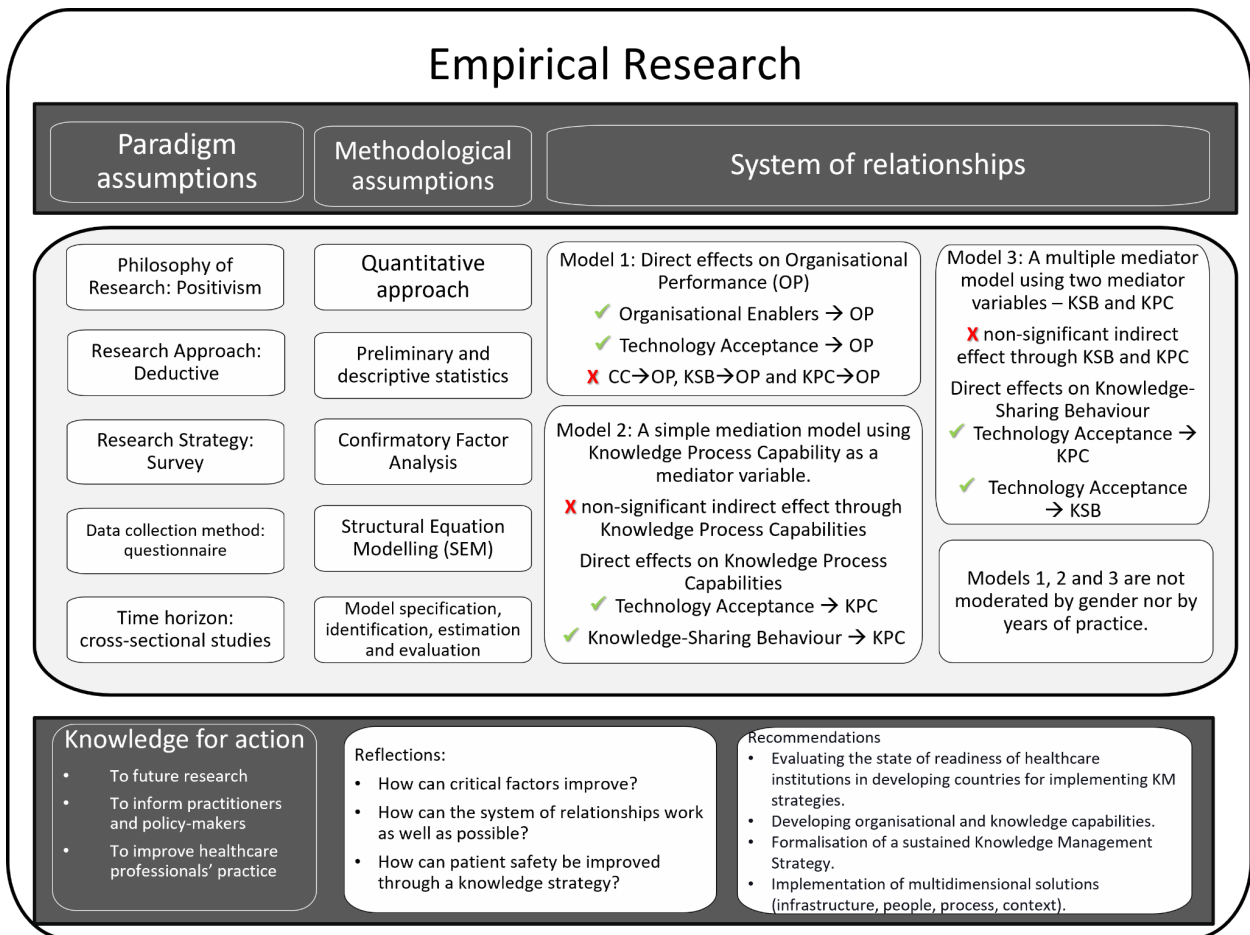 Empirical Research
Paradigm
assumptions
Methodological
assumptions
System of relationships
Philosophy of
Research: Positivism
Research Approach:
Deductive
Research Strategy:
Survey
Data collection method:
questionnaire
Time horizon:
cross-sectional studies
Quantitative
approach
Preliminary and
descriptive statistics
Confirmatory Factor
Analysis
Structural Equation
Modelling (SEM)
Model specification,
identification, estimation
and evaluation
Model 1: Direct effects on Organisational
Performance (OP)
✓ Organisational Enablers → OP
✓ Technology Acceptance → OP
X CC→OP, KSB→OP and KPC→OP
Model 2: A simple mediation model using
Knowledge Process Capability as a
mediator variable.
X non-significant indirect effect through
Knowledge Process Capabilities
Direct effects on Knowledge Process
Capabilities
✓ Technology Acceptance → KPC
✓ Knowledge-Sharing Behaviour → KPC
Model 3: A multiple mediator
model using two mediator
variables – KSB and KPC
X non-significant indirect
effect through KSB and KPC
Direct effects on Knowledge-
Sharing Behaviour
✓ Technology Acceptance →
KPC
✓ Technology Acceptance
→ KSB
Models 1, 2 and 3 are not
moderated by gender nor by
years of practice.
Knowledge for action
• To future research
• To inform practitioners
and policy-makers
• To improve healthcare
professionals’ practice
Reflections:
• How can critical factors improve?
• How can the system of relationships work
as well as possible?
• How can patient safety be improved
through a knowledge strategy?
Recommendations
• Evaluating the state of readiness of healthcare
institutions in developing countries for implementing KM
strategies.
• Developing organisational and knowledge capabilities.
• Formalisation of a sustained Knowledge Management
Strategy.
• Implementation of multidimensional solutions
(infrastructure, people, process, context).